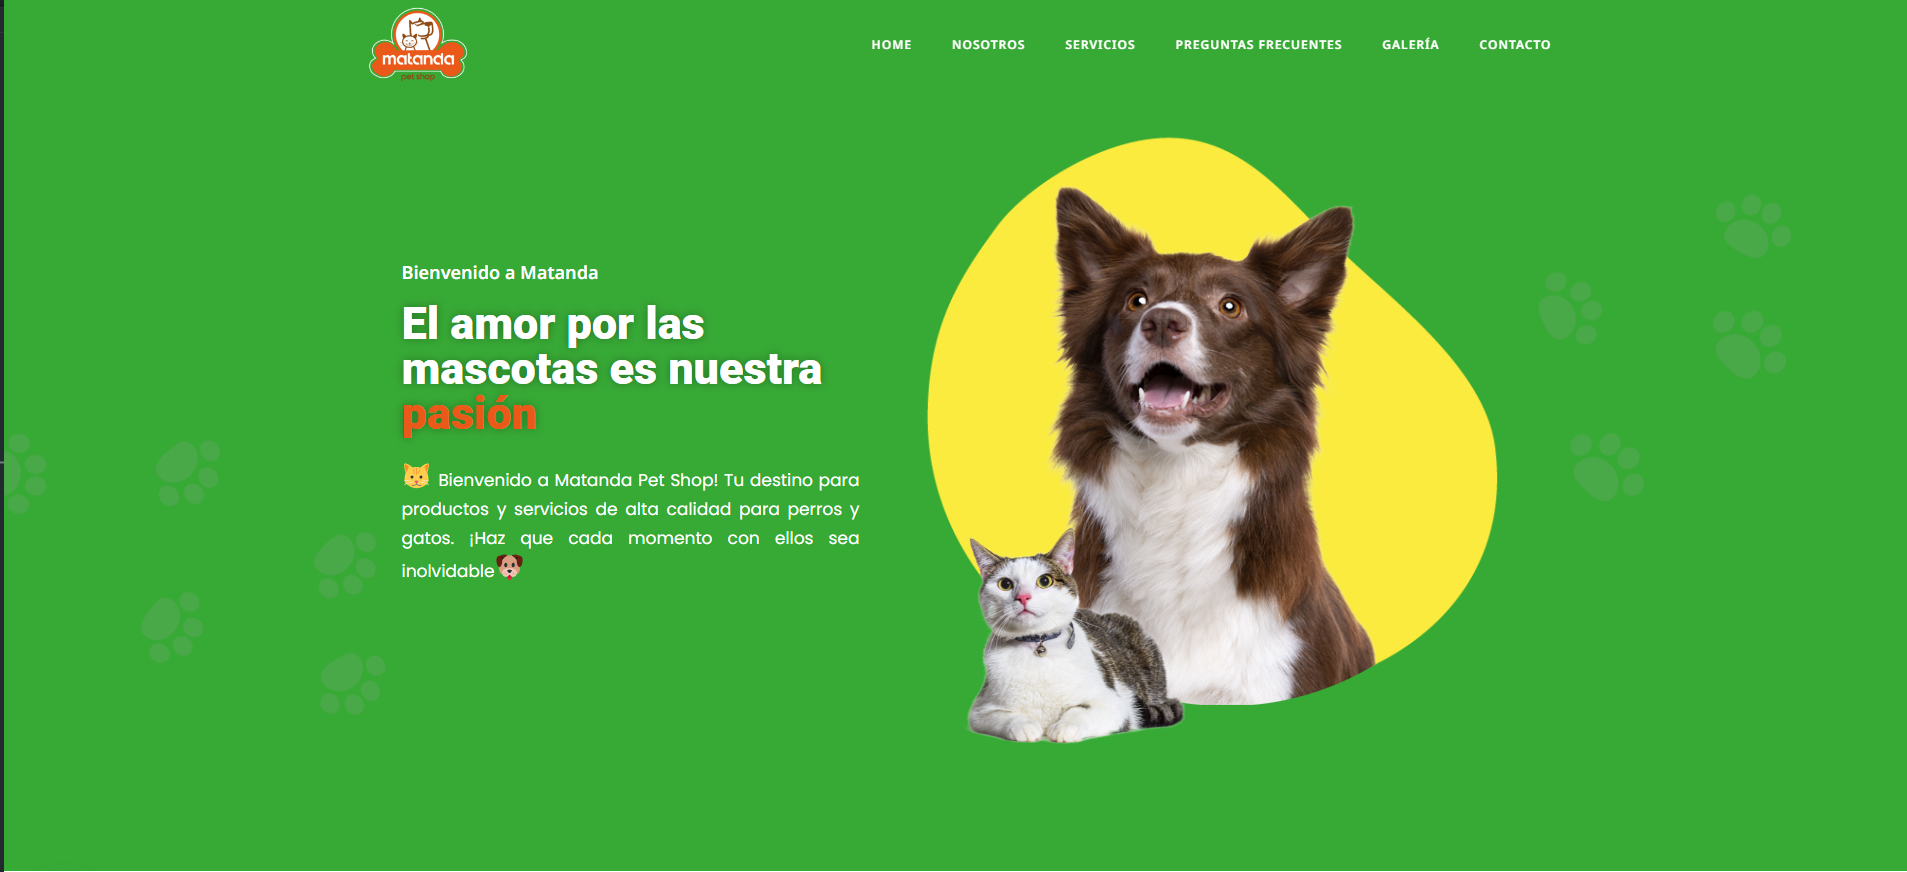 matanda
pet shop
HOME NOSOTROS SERVICIOS PREGUNTAS FRECUENTES GALERÍA CONTACTO
Bienvenido a Matanda
El amor por las
mascotas es nuestra
pasión
🐱 Bienvenido a Matanda Pet Shop! Tu destino para
productos y servicios de alta calidad para perros y
gatos. ¡Haz que cada momento con ellos sea
inolvidable🐶